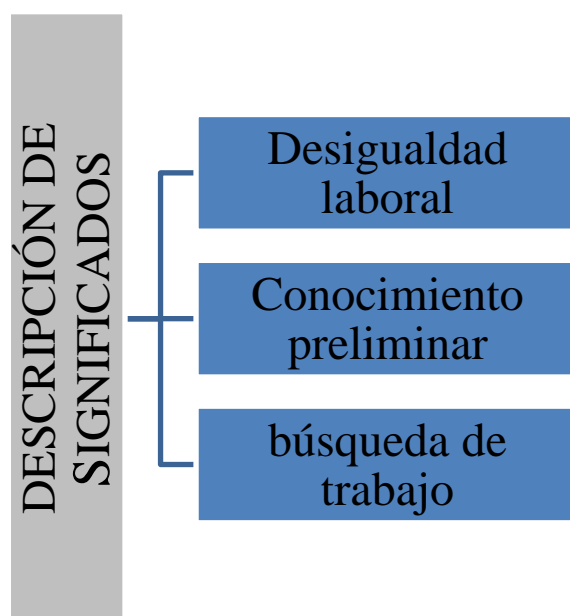 DESCRIPCIÓN DE
SIGNIFICADOS
Desigualdad
laboral
Conocimiento
preliminar
búsqueda de
trabajo